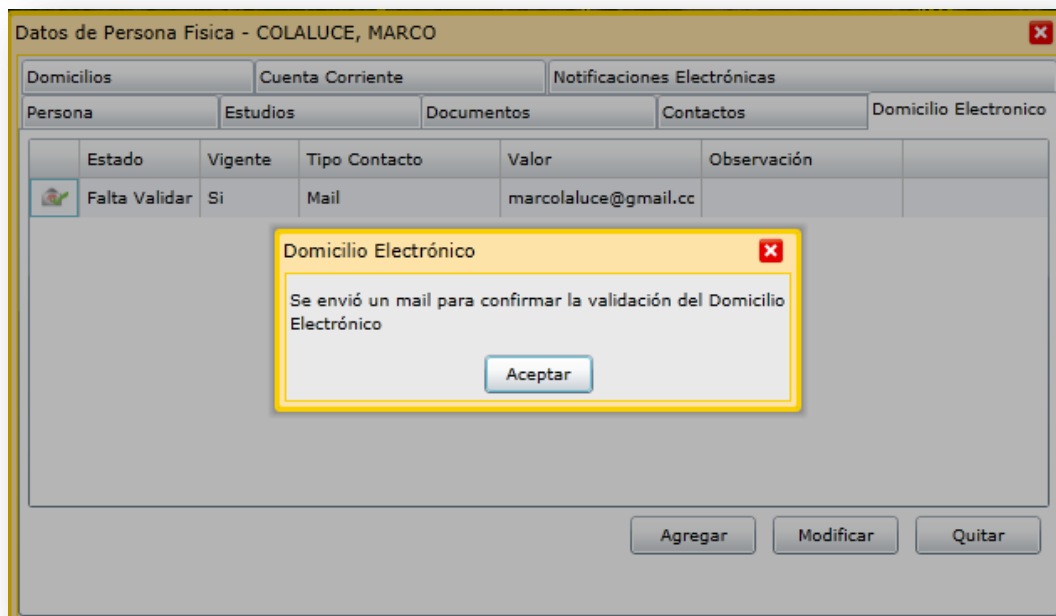 Datos de Persona Fisica - COLALUCE, MARCO
Domicilios Cuenta Corriente Notificaciones Electrónicas
Persona Estudios Documentos Contactos Domicilio Electronico
Estado Vigente Tipo Contacto Valor Observación
Falta Validar Si Mail marcolaluce@gmail.cc
Domicilio Electrónico
Se envió un mail para confirmar la validación del Domicilio
Electrónico
Aceptar
Agregar Modificar Quitar